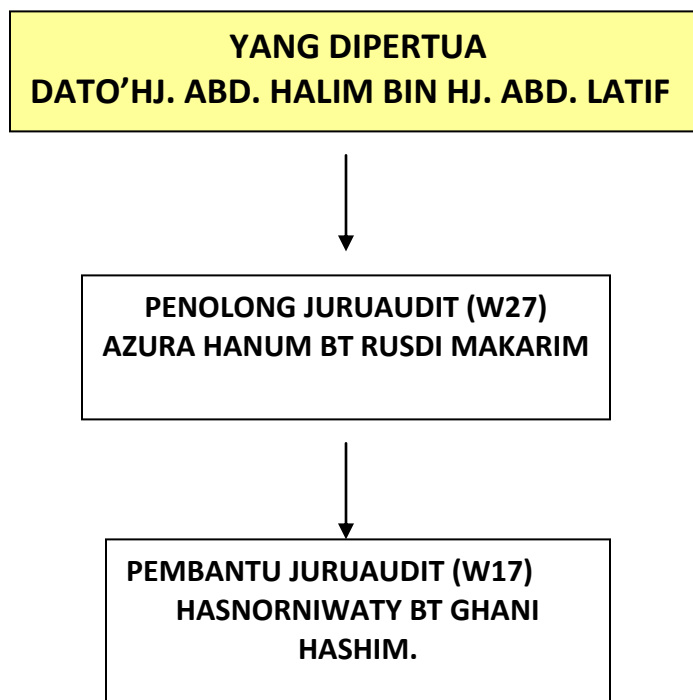 YANG DIPERTUA
DATO’HJ. ABD. HALIM BIN HJ. ABD. LATIF
PENOLONG JURUAUDIT (W27)
AZURA HANUM BT RUSDI MAKARIM
PEMBANTU JURUAUDIT (W17)
HASNORNIWATY BT GHANI
HASHIM.